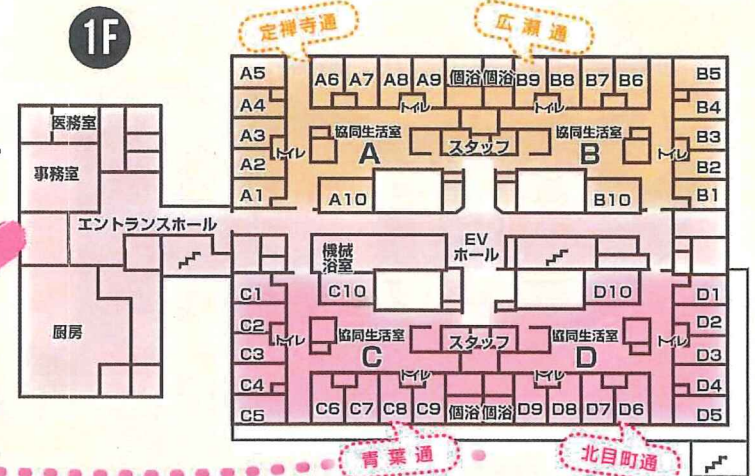 1F
定禅寺通
広瀬通
A5
A6 A7 A8 A9 個浴 個浴 B9 B8 B7 B6
B5
A4
トイレ
トイレ
B4
医務室
A3
協同生活室
A
スタッフ
協同生活室
B
B3
トイレ
トイレ
事務室
A2
B2
A1
A10
B10
B1
エントランスホール
機械
浴室
EV
ホール
C1
C10
D10
D1
厨房
C2
トイレ
協同生活室
C
スタッフ
協同生活室
D
トイレ
D2
C3
D3
トイレ
トイレ
C4
D4
C5
C6 C7 C8 C9 個浴 個浴 D9 D8 D7 D6
D5
青葉通
北目町通